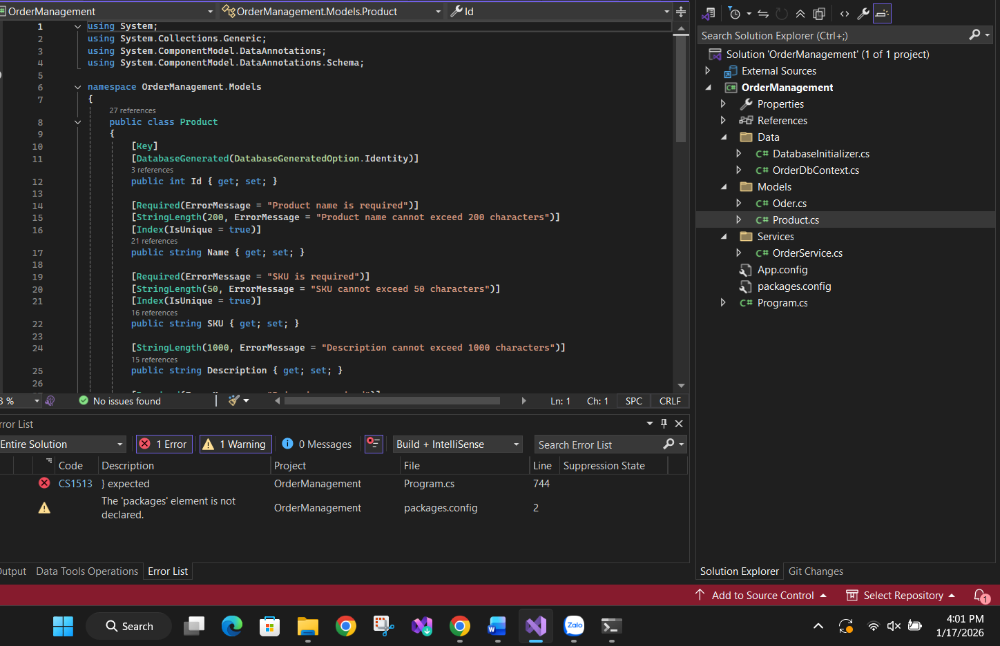 OrderManagement
OrderManagement.Models.Product
Id
1 using System;
2 using System.Collections.Generic;
3 using System.ComponentModel.DataAnnotations;
4 using System.ComponentModel.DataAnnotations.Schema;
5
6 namespace OrderManagement.Models
7 {
27 references
8 public class Product
9 {
10 [Key]
11 [DatabaseGenerated(DatabaseGeneratedOption.Identity)]
3 references
12 public int Id { get; set; }
13
14 [Required(ErrorMessage = "Product name is required")]
15 [StringLength(200, ErrorMessage = "Product name cannot exceed 200 characters")]
16 [Index(IsUnique = true)]
21 references
17 public string Name { get; set; }
18
19 [Required(ErrorMessage = "SKU is required")]
20 [StringLength(50, ErrorMessage = "SKU cannot exceed 50 characters")]
21 [Index(IsUnique = true)]
16 references
22 public string SKU { get; set; }
23
24 [StringLength(1000, ErrorMessage = "Description cannot exceed 1000 characters")]
15 references
25 public string Description { get; set; }
26
3 % No issues found Ln: 1 Ch: 1 SPC CRLF
rror List
Entire Solution 1 Error 1 Warning 0 Messages Build + IntelliSense Search Error List
Code Description Project File Line Suppression State
CS1513 } expected OrderManagement Program.cs 744
The 'packages' element is not declared. OrderManagement packages.config 2
utput Data Tools Operations Error List
Search Solution Explorer (Ctrl+;)
Solution 'OrderManagement' (1 of 1 project)
External Sources
C# OrderManagement
Properties
References
Data
C# DatabaseInitializer.cs
C# OrderDbContext.cs
Models
C# Oder.cs
C# Product.cs
Services
C# OrderService.cs
App.config
packages.config
C# Program.cs
Solution Explorer Git Changes
Add to Source Control Select Repository 1
Search
W
Zalo
4:01 PM
1/17/2026